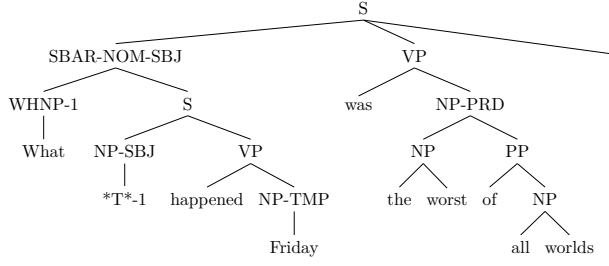 S
SBAR-NOM-SBJ VP
WHNP-1 S was NP-PRD
What NP-SBJ VP NP PP
*T*-1 happened NP-TMP the worst of NP
Friday all worlds